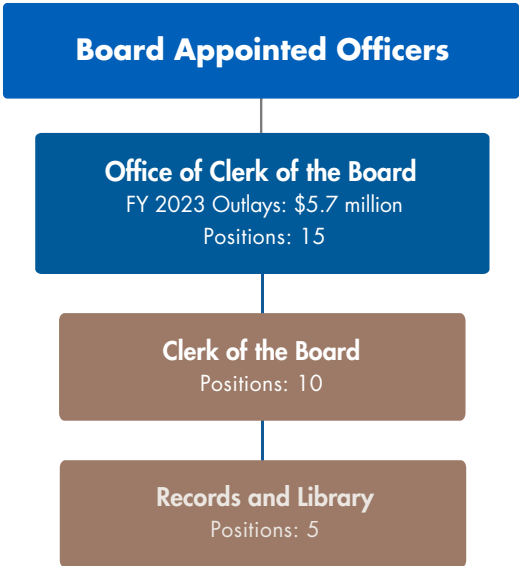 Board Appointed Officers
Office of Clerk of the Board
FY 2023 Outlays: $5.7 million
Positions: 15
Clerk of the Board
Positions: 10
Records and Library
Positions: 5